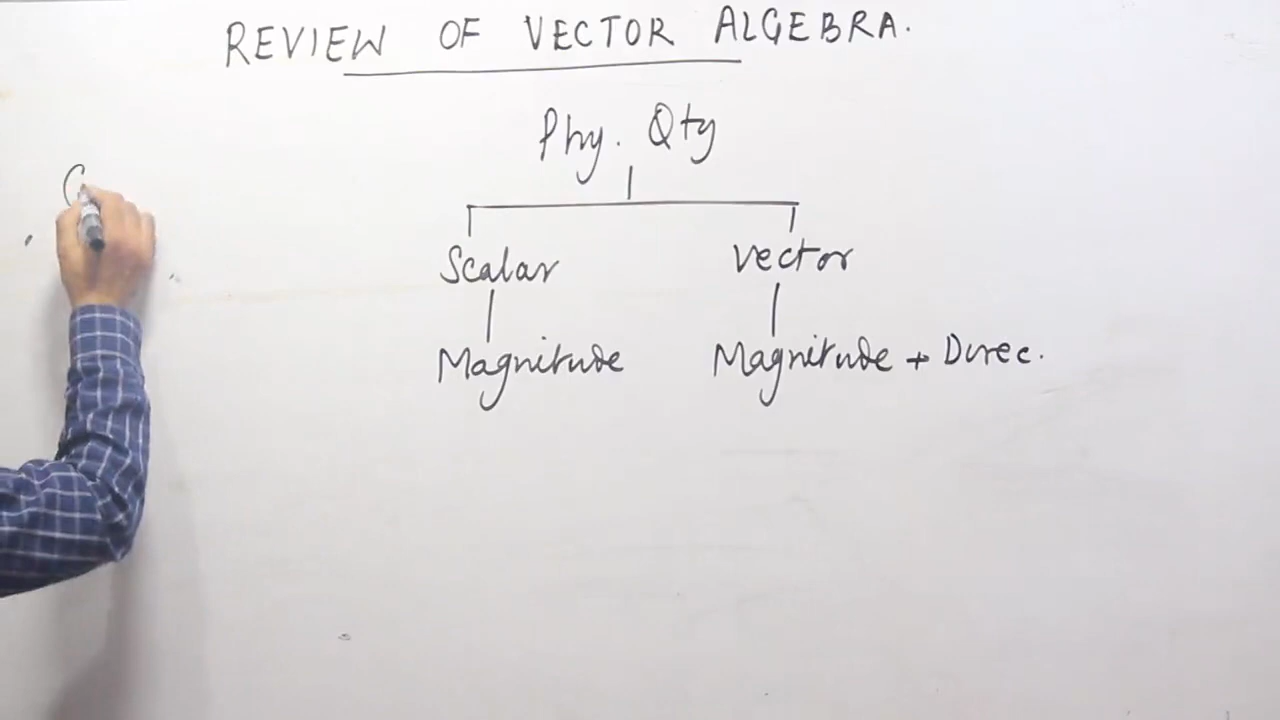 REVIEW OF VECTOR ALGEBRA.
Phy. Qty
Scalar Vector
Magnitude Magnitude + Direc.